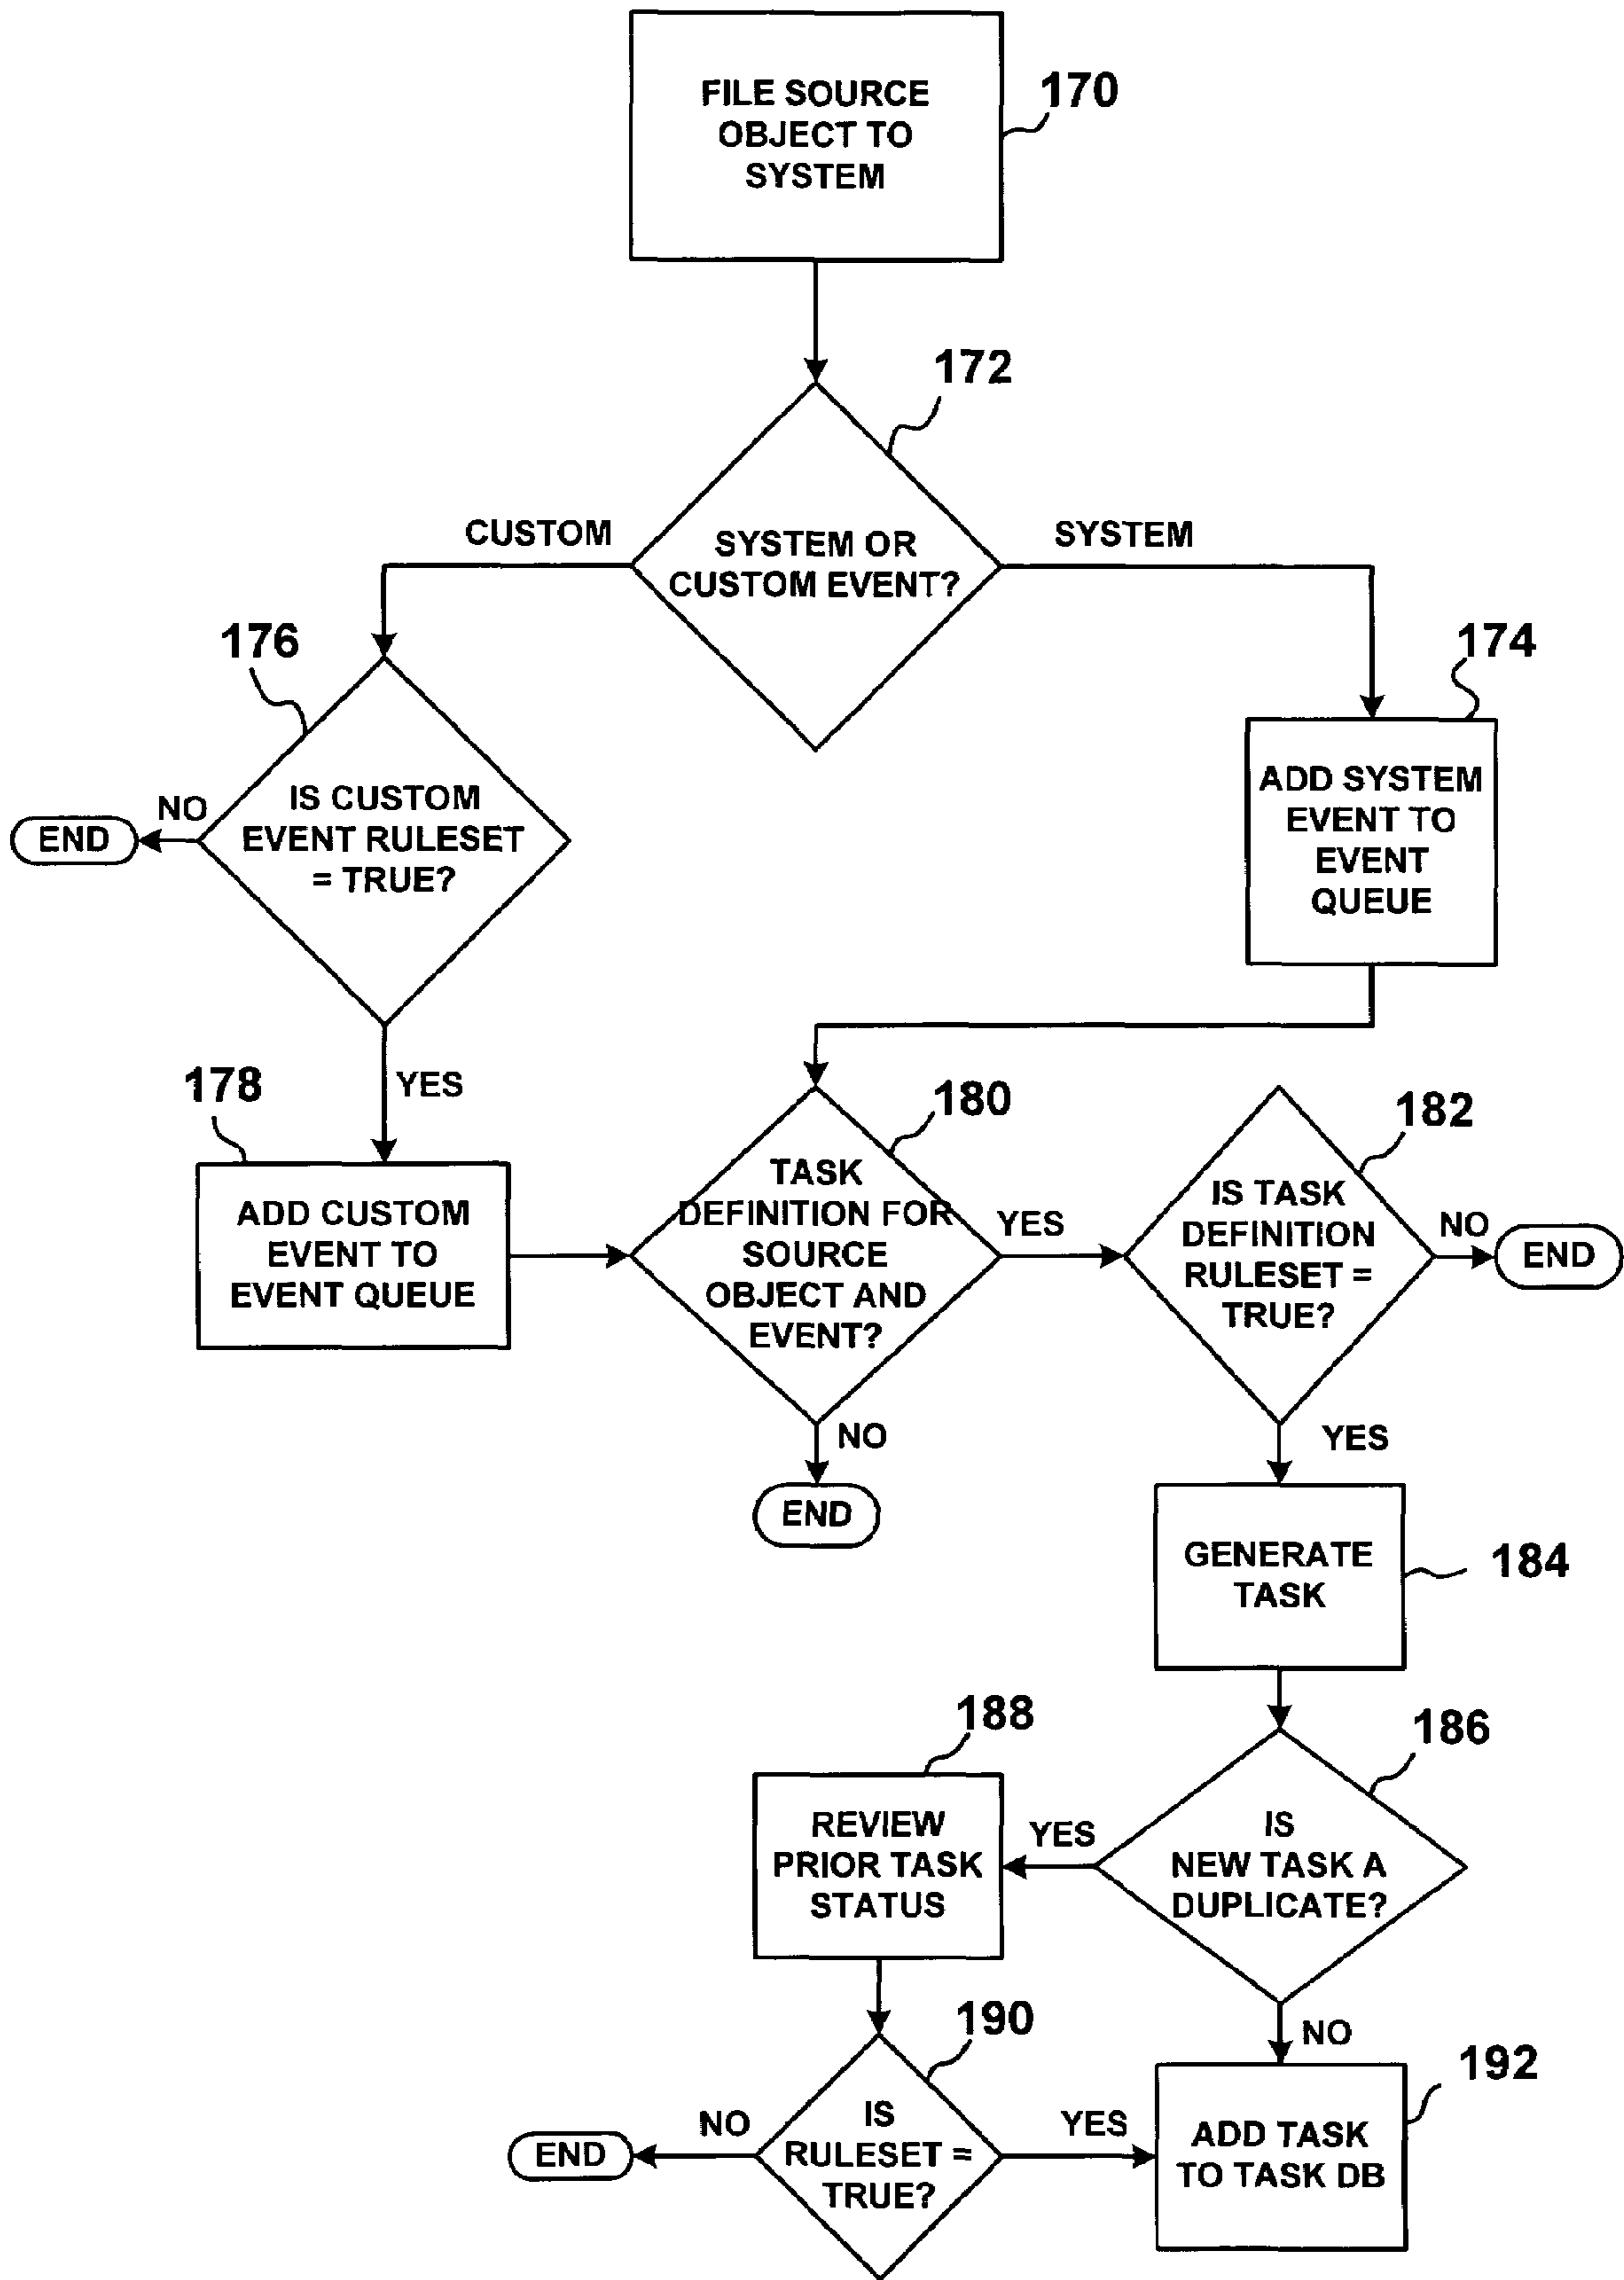 FILE SOURCE
OBJECT TO
SYSTEM
170
172
SYSTEM OR
CUSTOM EVENT?
CUSTOM
SYSTEM
176
IS CUSTOM
EVENT RULESET
= TRUE?
NO
END
YES
174
ADD SYSTEM
EVENT TO
EVENT
QUEUE
178
ADD CUSTOM
EVENT TO
EVENT QUEUE
180
TASK
DEFINITION FOR
SOURCE
OBJECT AND
EVENT?
YES
NO
END
182
IS TASK
DEFINITION
RULESET =
TRUE?
NO
END
YES
GENERATE
TASK
184
186
IS
NEW TASK A
DUPLICATE?
YES
NO
188
REVIEW
PRIOR TASK
STATUS
190
IS
RULESET =
TRUE?
NO
END
YES
192
ADD TASK
TO TASK DB